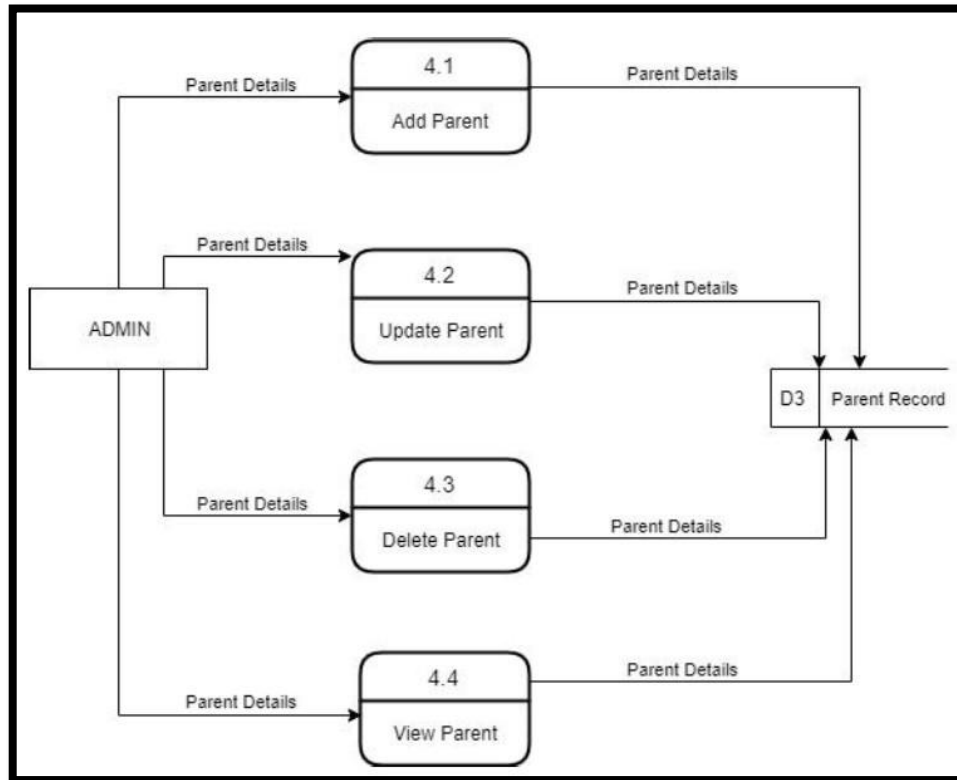 4.1
Parent Details
Parent Details
Add Parent
Parent Details
4.2
Parent Details
ADMIN
Update Parent
D3
Parent Record
4.3
Parent Details
Parent Details
Delete Parent
4.4
Parent Details
Parent Details
View Parent